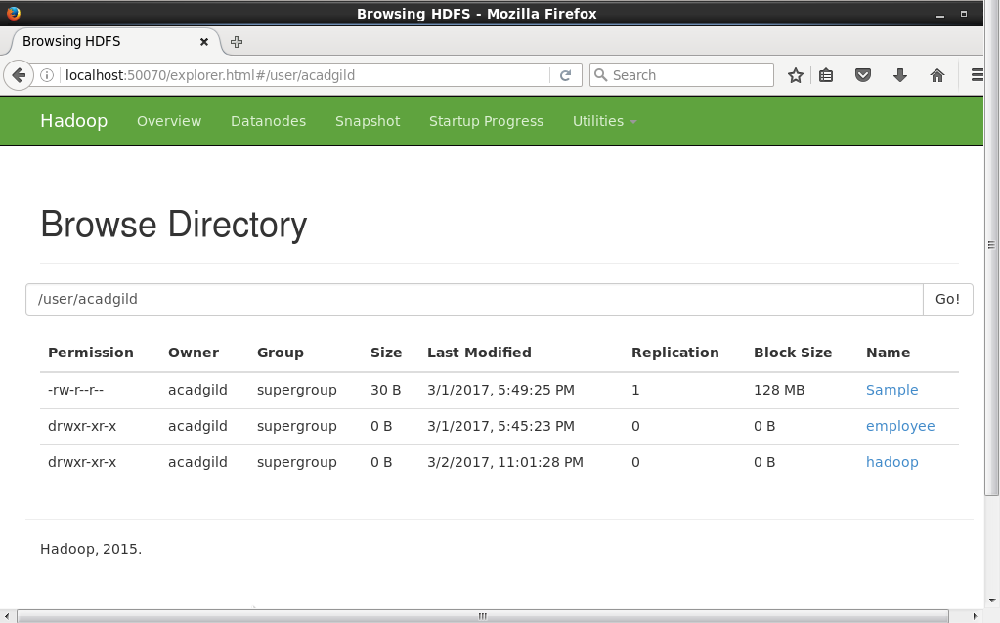 Browsing HDFS - Mozilla Firefox
Browsing HDFS
localhost:50070/explorer.html#/user/acadgild Search
Hadoop Overview Datanodes Snapshot Startup Progress Utilities
Browse Directory
/user/acadgild Go!
Permission Owner Group Size Last Modified Replication Block Size Name
-rw-r--r-- acadgild supergroup 30 B 3/1/2017, 5:49:25 PM 1 128 MB Sample
drwxr-xr-x acadgild supergroup 0 B 3/1/2017, 5:45:23 PM 0 0 B employee
drwxr-xr-x acadgild supergroup 0 B 3/2/2017, 11:01:28 PM 0 0 B hadoop
Hadoop, 2015.